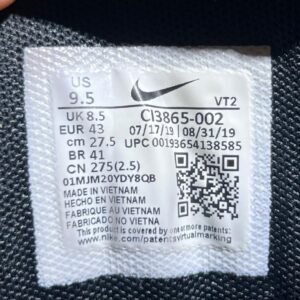 US
9.5
VT2
UK 8.5
EUR 43
cm 27.5
BR 41
CN 275(2.5)
CI3865-002
07/17/19 | 08/31/19
UPC 00193654138585
01MJM20YDY8QB
MADE IN VIETNAM
HECHO EN VIETNAM
FABRIQUE AU VIETNAM
FABRICADO NO VIETNA
www.nike.com/patents
patentsvirtualmarking